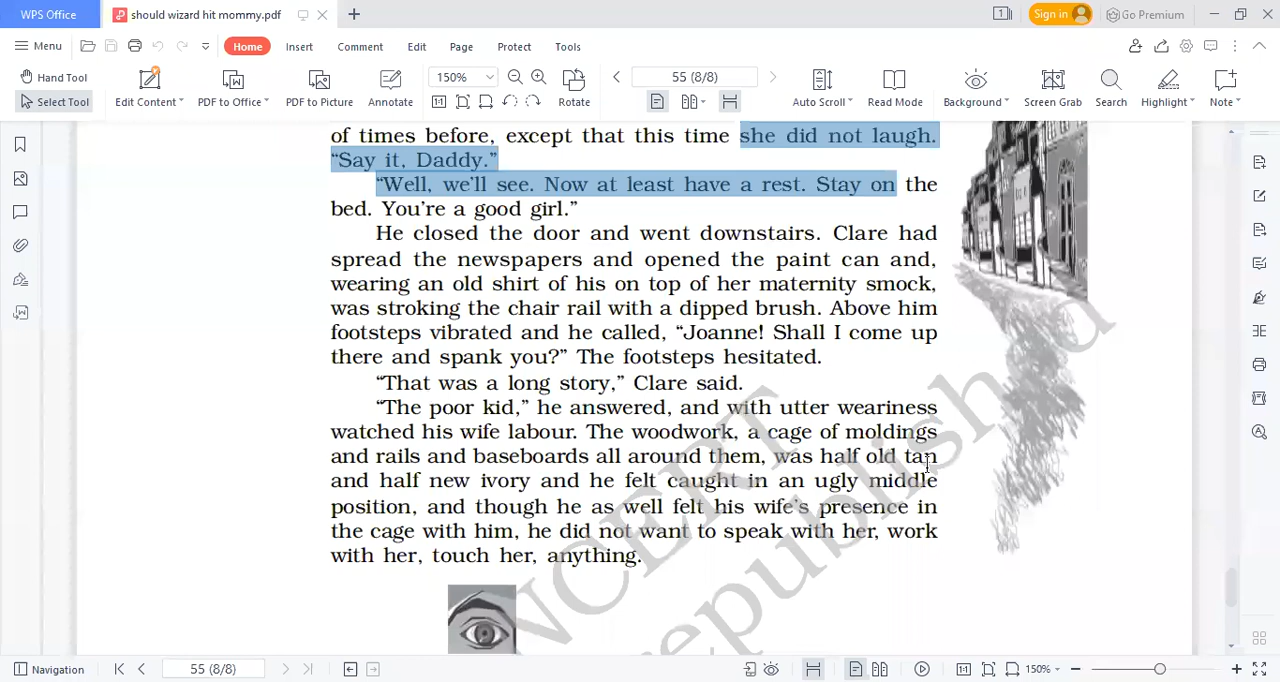 WPS Office
should wizard hit mommy.pdf
Sign in
Go Premium
Menu
Home
Insert
Comment
Edit
Page
Protect
Tools
Hand Tool
Select Tool
Edit Content
PDF to Office
PDF to Picture
Annotate
150%
55 (8/8)
Rotate
Auto Scroll
Read Mode
Background
Screen Grab
Search
Highlight
Note
of times before, except that this time she did not laugh.
“Say it, Daddy.”
“Well, we’ll see. Now at least have a rest. Stay on the
bed. You’re a good girl.”
He closed the door and went downstairs. Clare had
spread the newspapers and opened the paint can and,
wearing an old shirt of his on top of her maternity smock,
was stroking the chair rail with a dipped brush. Above him
footsteps vibrated and he called, “Joanne! Shall I come up
there and spank you?” The footsteps hesitated.
“That was a long story,” Clare said.
“The poor kid,” he answered, and with utter weariness
watched his wife labour. The woodwork, a cage of moldings
and rails and baseboards all around them, was half old tan
and half new ivory and he felt caught in an ugly middle
position, and though he as well felt his wife’s presence in
the cage with him, he did not want to speak with her, work
with her, touch her, anything.
NCERT
republished
Navigation
55 (8/8)
150%